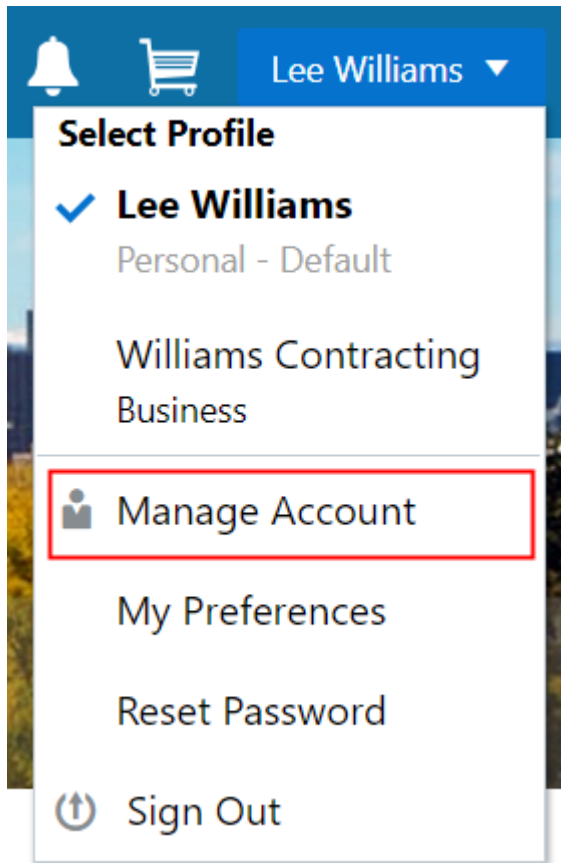 Lee Williams
Select Profile
Lee Williams
Personal - Default
Williams Contracting
Business
Manage Account
My Preferences
Reset Password
Sign Out